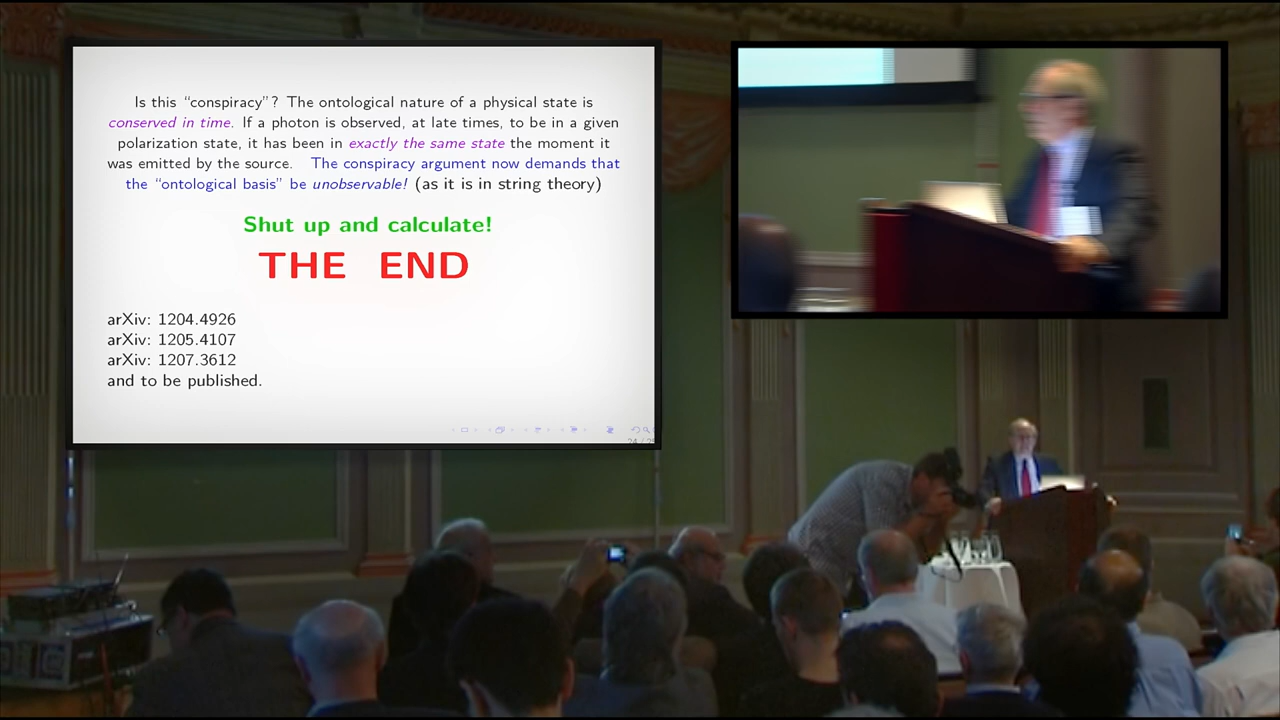 Is this “conspiracy”? The ontological nature of a physical state is
conserved in time. If a photon is observed, at late times, to be in a given
polarization state, it has been in exactly the same state the moment it
was emitted by the source. The conspiracy argument now demands that
the “ontological basis” be unobservable! (as it is in string theory)
Shut up and calculate!
THE END
arXiv: 1204.4926
arXiv: 1205.4107
arXiv: 1207.3612
and to be published.